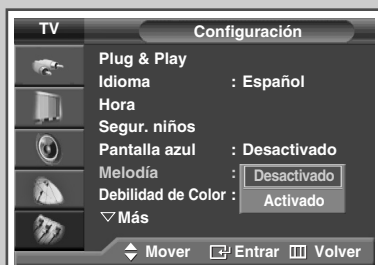 TV
Configuración
Plug & Play
Idioma : Español
Hora
Segur. niños
Pantalla azul : Desactivado
Melodía : Desactivado
Debilidad de Color : Activado
▽Más
Mover Entrar Volver